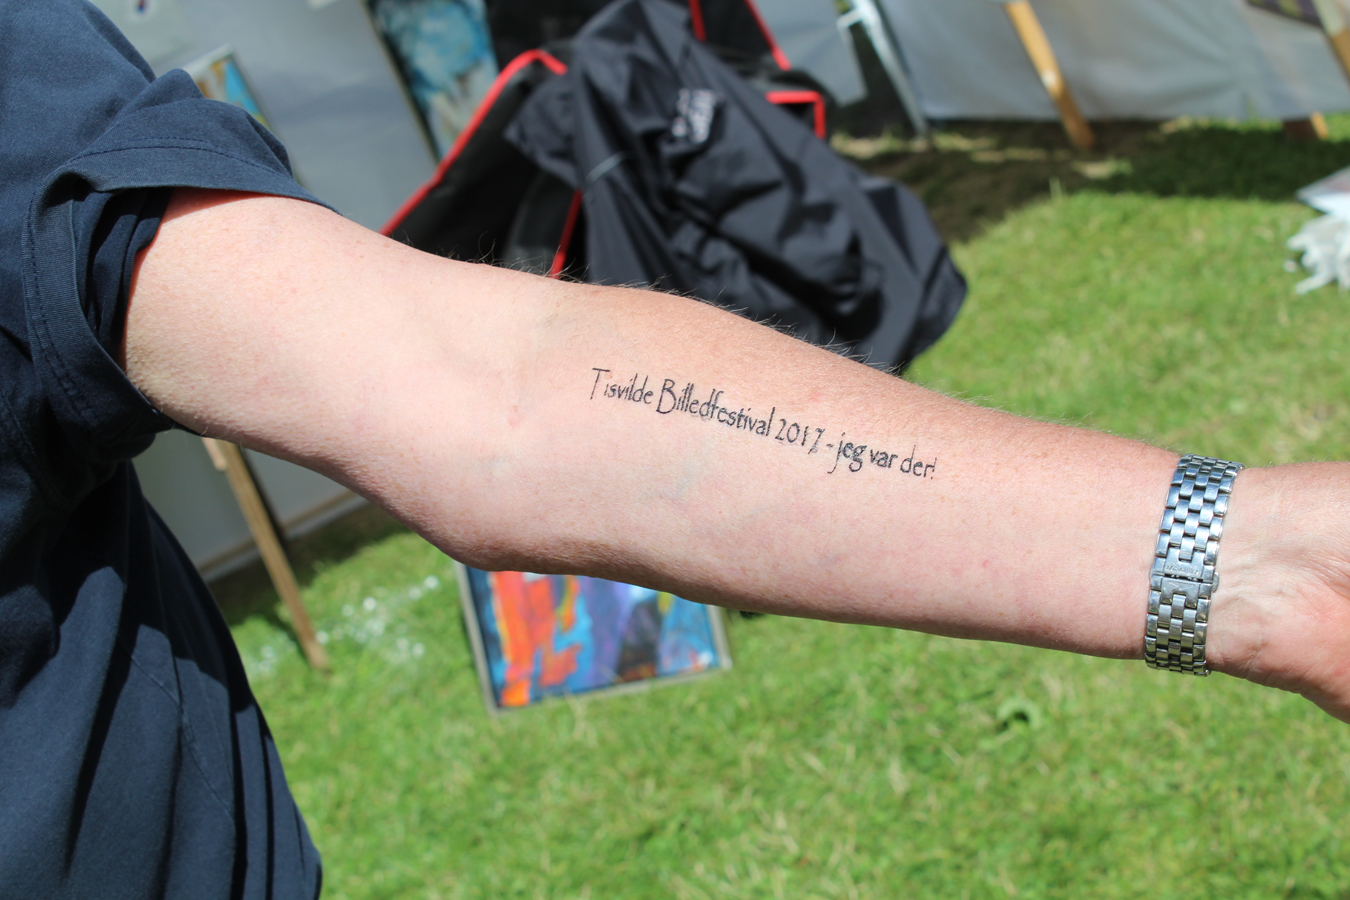 Tisvilde Billedfestival 2017 - jeg var der!